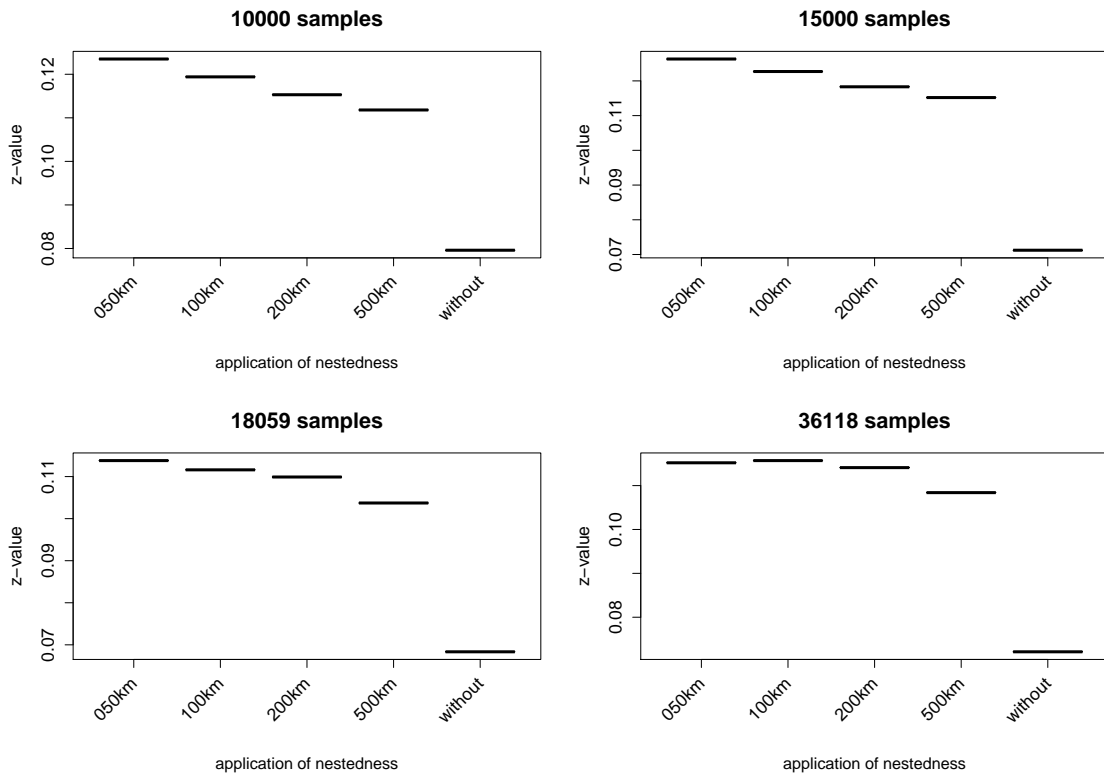 10000 samples
z−value
0.12
0.10
0.08
050km
100km
200km
500km
without
application of nestedness
15000 samples
z−value
0.11
0.09
0.07
050km
100km
200km
500km
without
application of nestedness
18059 samples
z−value
0.11
0.09
0.07
050km
100km
200km
500km
without
application of nestedness
36118 samples
z−value
0.10
0.08
050km
100km
200km
500km
without
application of nestedness